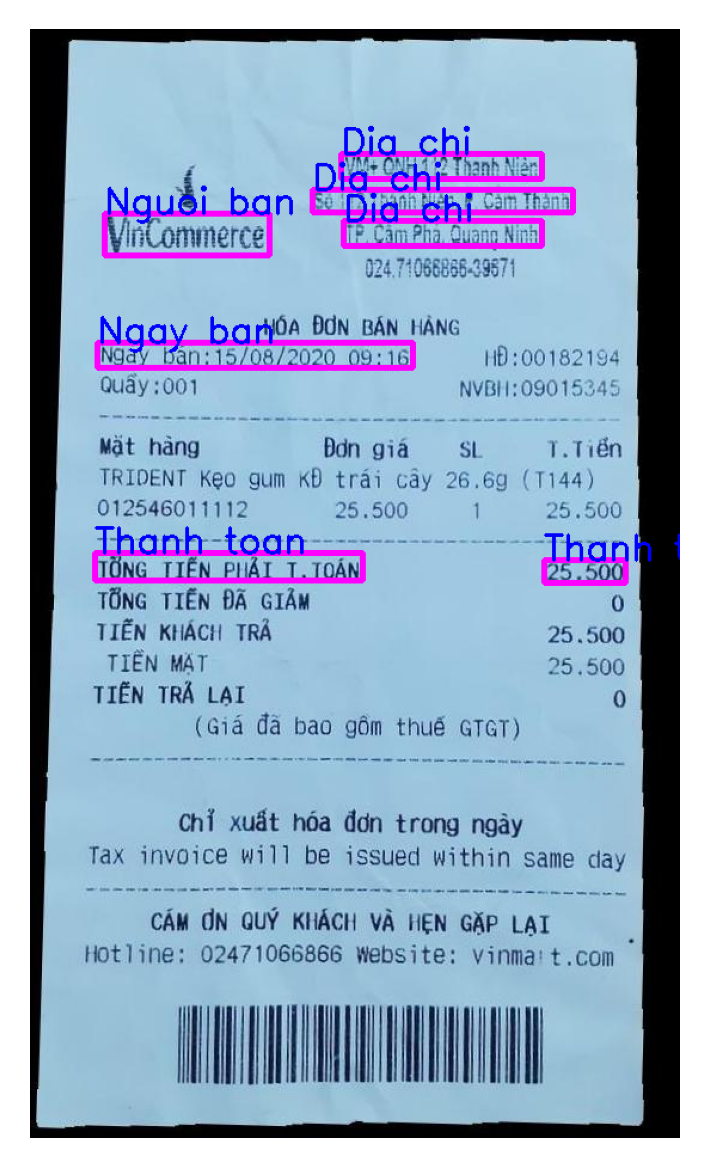 Dia chi
VM+ QNH 1 2 Thanh Niên
Dia chi
Số Thanh Niên, P. Cẩm Thành
Nguoi ban
Dia chi
VinCommerce
TP. Cẩm Phả, Quảng Ninh
024.71066866-39671
Ngay ban
HÓA ĐƠN BÁN HÀNG
Ngày bán:15/08/2020 09:16 HĐ:00182194
Quầy:001 NVBH:09015345
Mặt hàng Đơn giá SL T.Tiền
TRIDENT Kẹo gum KĐ trái cây 26.6g (T144)
012546011112 25.500 1 25.500
Thanh toan Thanh t
TỔNG TIỀN PHẢI T.TOÁN 25.500
TỔNG TIỀN ĐÃ GIẢM 0
TIỀN KHÁCH TRẢ 25.500
TIỀN MẶT 25.500
TIỀN TRẢ LẠI 0
(Giá đã bao gồm thuế GTGT)
Chỉ xuất hóa đơn trong ngày
Tax invoice will be issued within same day
CẢM ƠN QUÝ KHÁCH VÀ HẸN GẶP LẠI
Hotline: 02471066866 Website: vinmart.com